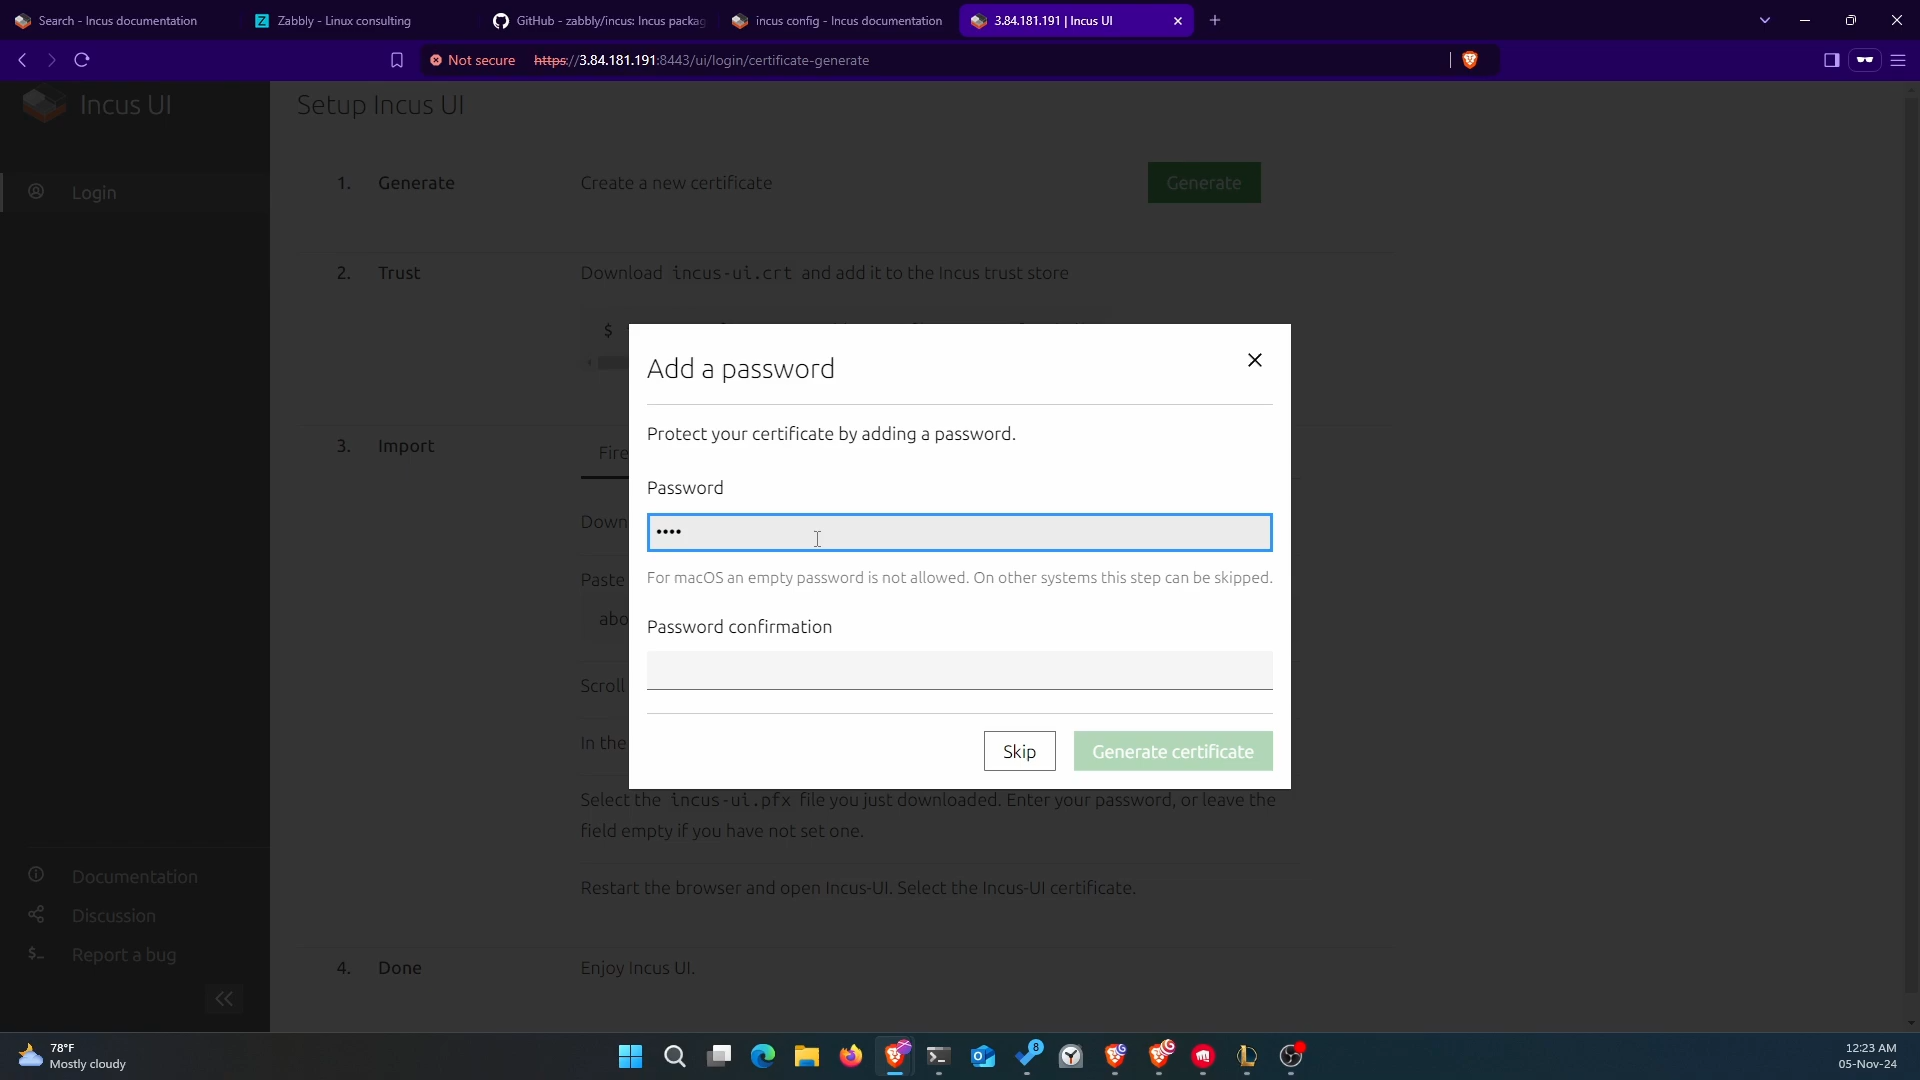 Search - Incus documentation
Zabbly - Linux consulting
GitHub - zabbly/incus: Incus packag
incus config - Incus documentation
3.84.181.191 | Incus UI
Not secure
https://3.84.181.191:8443/ui/login/certificate-generate
Incus UI
Setup Incus UI
Login
1. Generate
Create a new certificate
Generate
2. Trust
Download incus-ui.crt and add it to the Incus trust store
$
3. Import
Fire
Down
Paste
abo
Scroll
In the
Add a password
Protect your certificate by adding a password.
Password
••••
For macOS an empty password is not allowed. On other systems this step can be skipped.
Password confirmation
Skip
Generate certificate
Select the incus-ui.pfx file you just downloaded. Enter your password, or leave the
field empty if you have not set one.
Restart the browser and open Incus-UI. Select the Incus-UI certificate.
4. Done
Enjoy Incus UI.
Documentation
Discussion
Report a bug
78°F
Mostly cloudy
8
12:23 AM
05-Nov-24